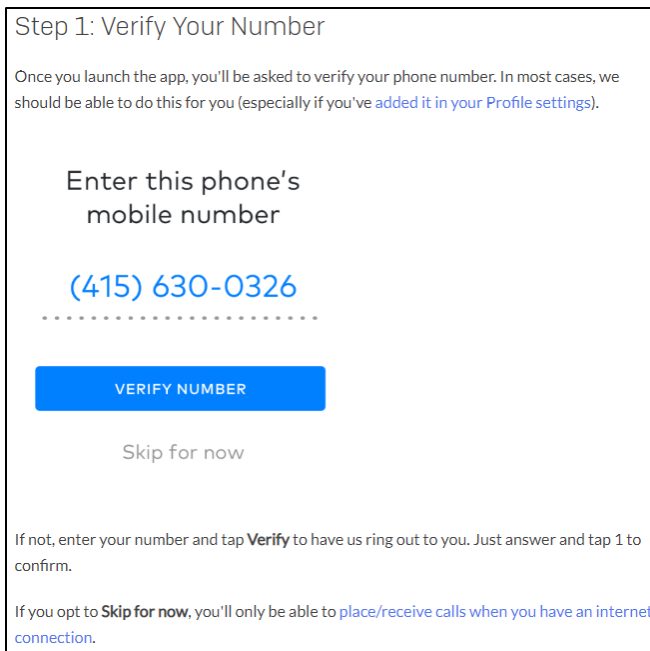 Step 1: Verify Your Number
Once you launch the app, you'll be asked to verify your phone number. In most cases, we
should be able to do this for you (especially if you've added it in your Profile settings).
Enter this phone's
mobile number
(415) 630-0326
VERIFY NUMBER
Skip for now
If not, enter your number and tap Verify to have us ring out to you. Just answer and tap 1 to
confirm.
If you opt to Skip for now, you'll only be able to place/receive calls when you have an internet
connection.